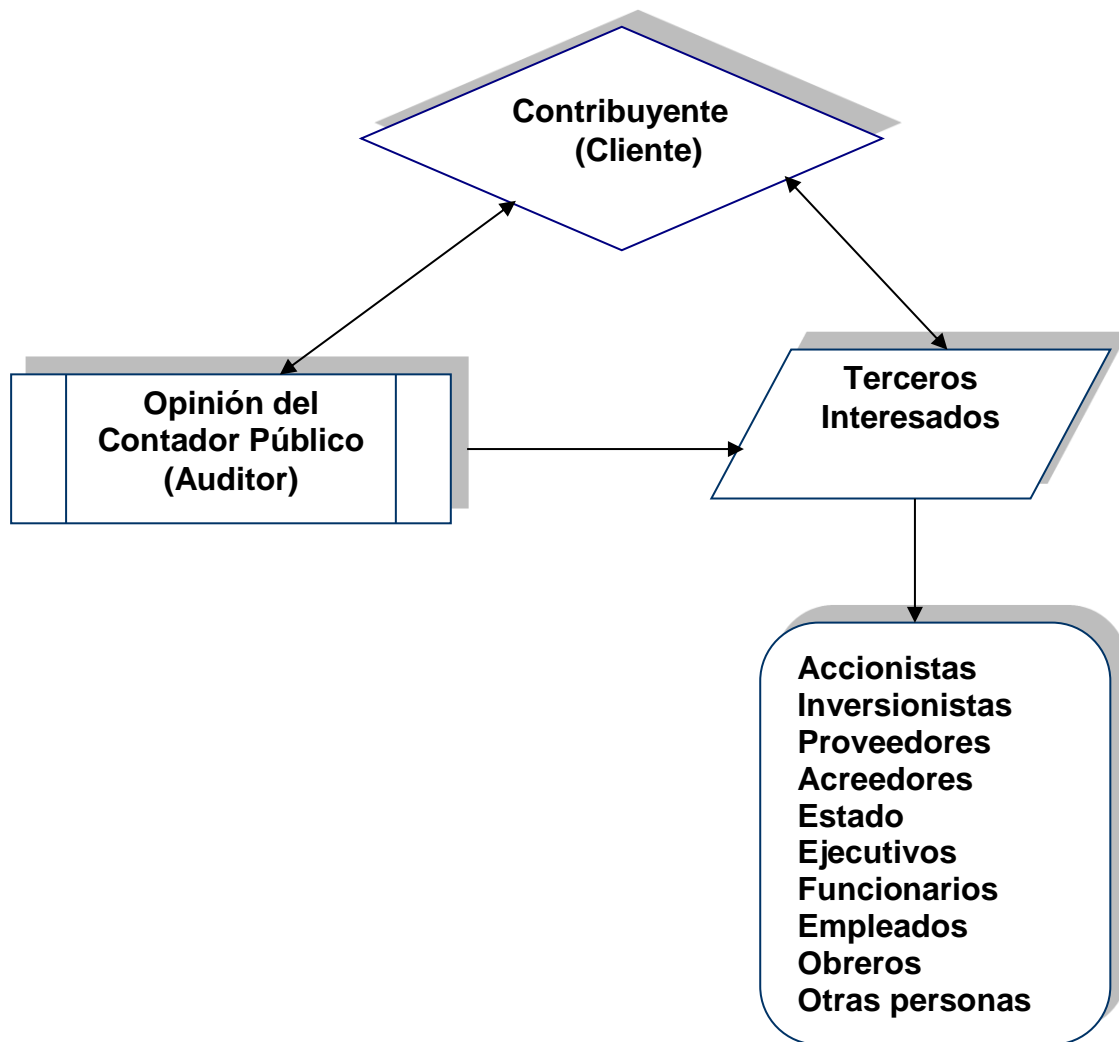 Contribuyente
(Cliente)
Opinión del
Contador Público
(Auditor)
Terceros
Interesados
Accionistas
Inversionistas
Proveedores
Acreedores
Estado
Ejecutivos
Funcionarios
Empleados
Obreros
Otras personas